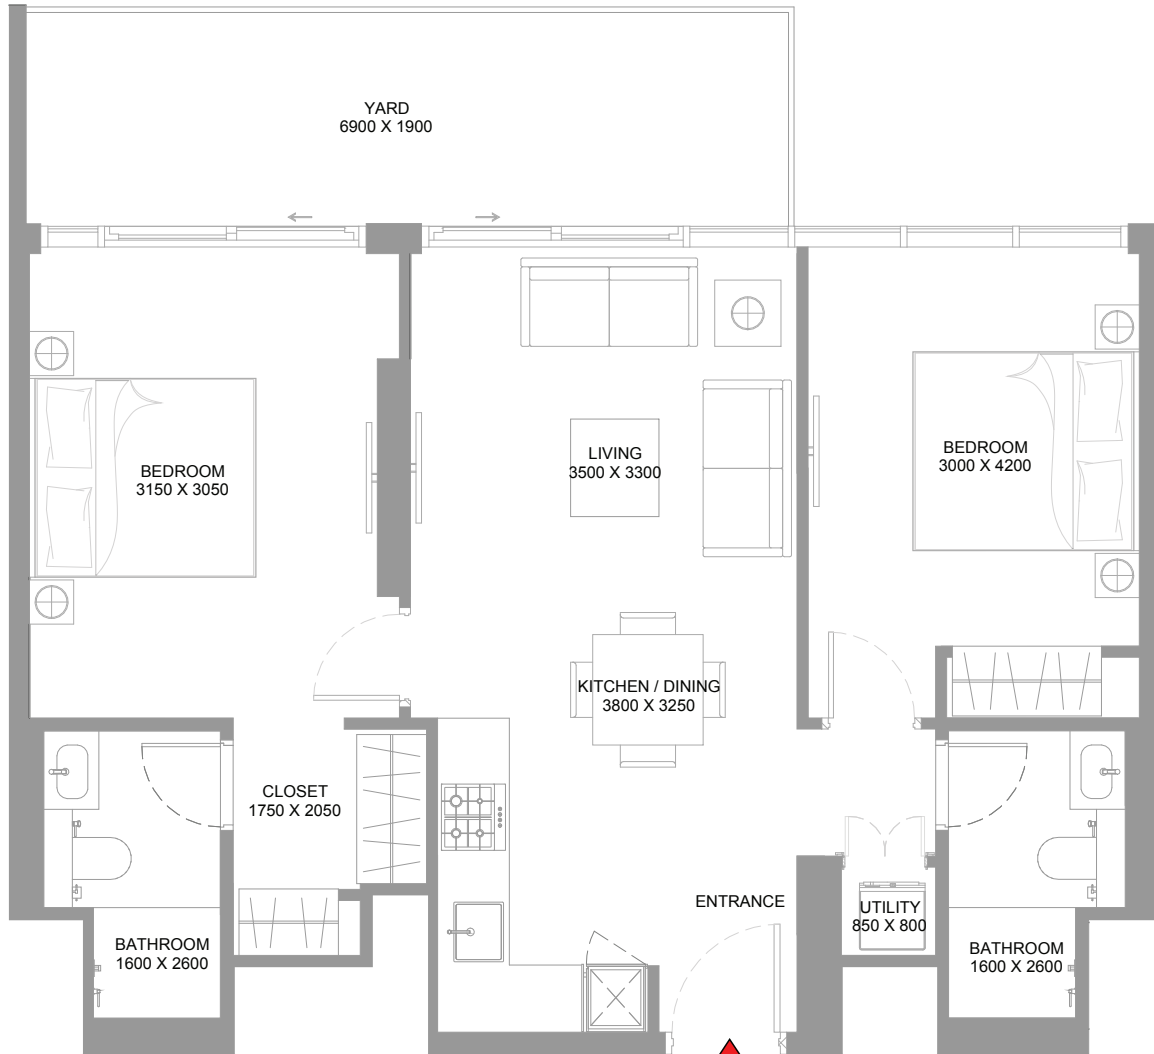 YARD
6900 X 1900
BEDROOM
3150 X 3050
LIVING
3500 X 3300
BEDROOM
3000 X 4200
KITCHEN / DINING
3800 X 3250
CLOSET
1750 X 2050
ENTRANCE
UTILITY
850 X 800
BATHROOM
1600 X 2600
BATHROOM
1600 X 2600